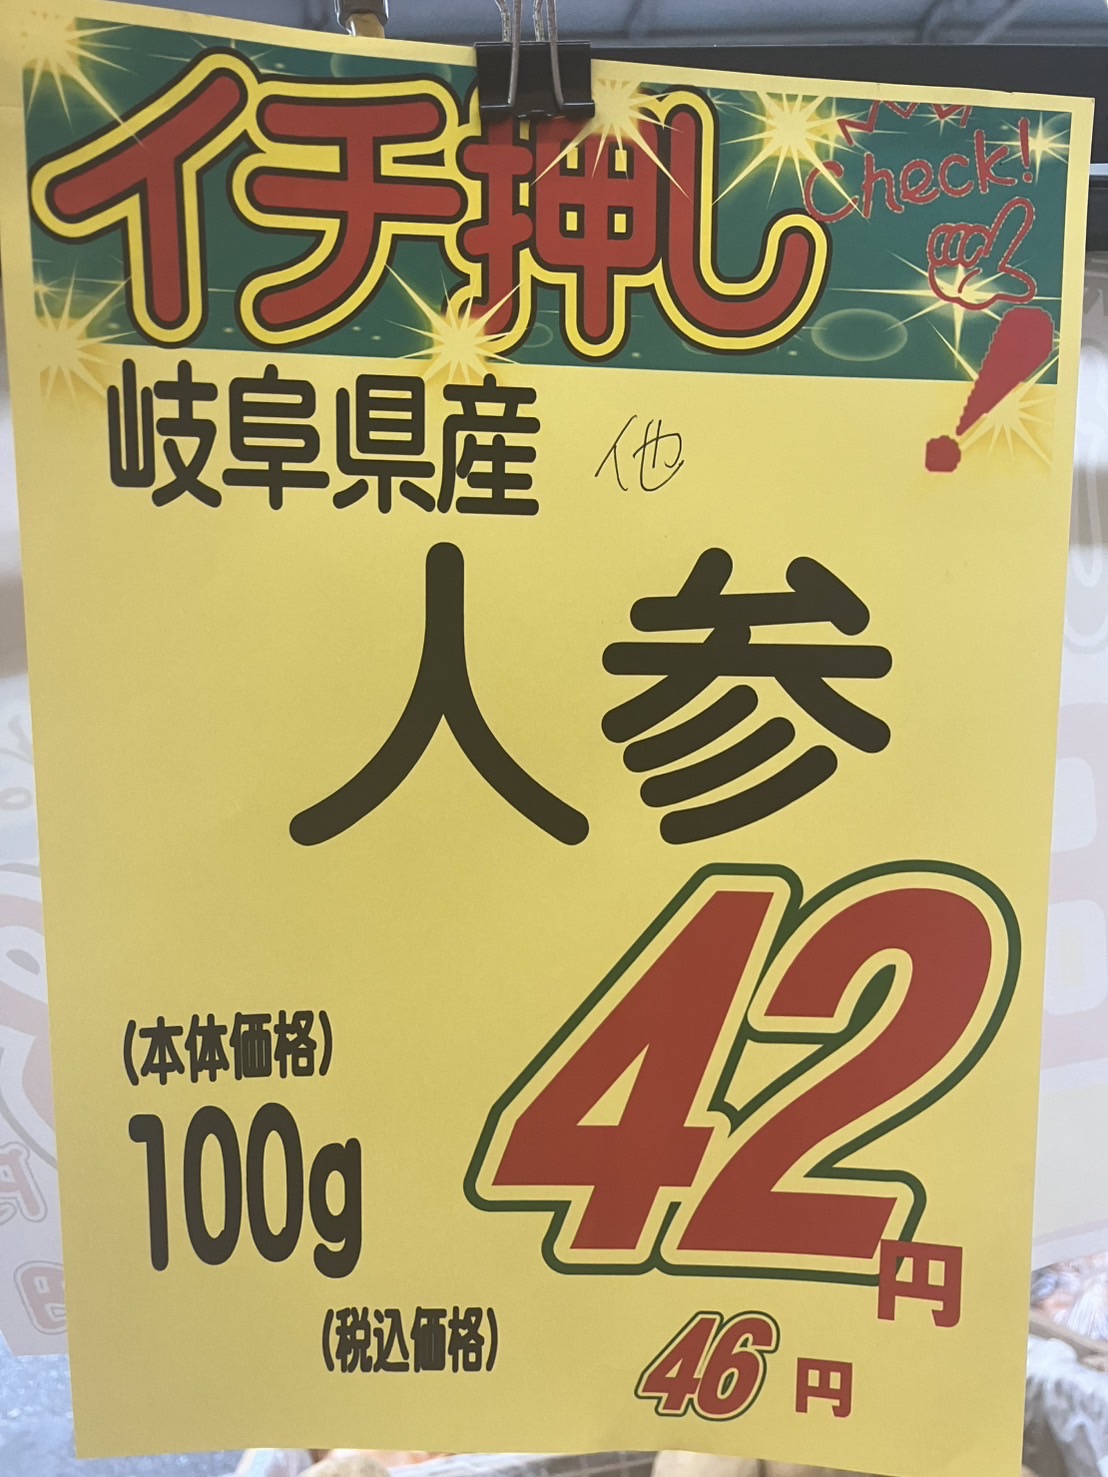 イチ押し
Check!
岐阜県産 他
人参
(本体価格)
100g
42円
(税込価格)
46円